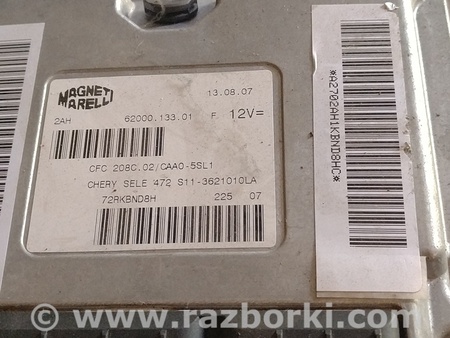 MAGNETI
MARELLI
13.08.07
2AH
62000.133.01
F
12V=
CFC 208C.02/CAA0-5SL1
CHERY SELE 472 S11-3621010LA
72RKBND8H
225 07
*A2702AH1KBND8HC*
© www.razborki.com